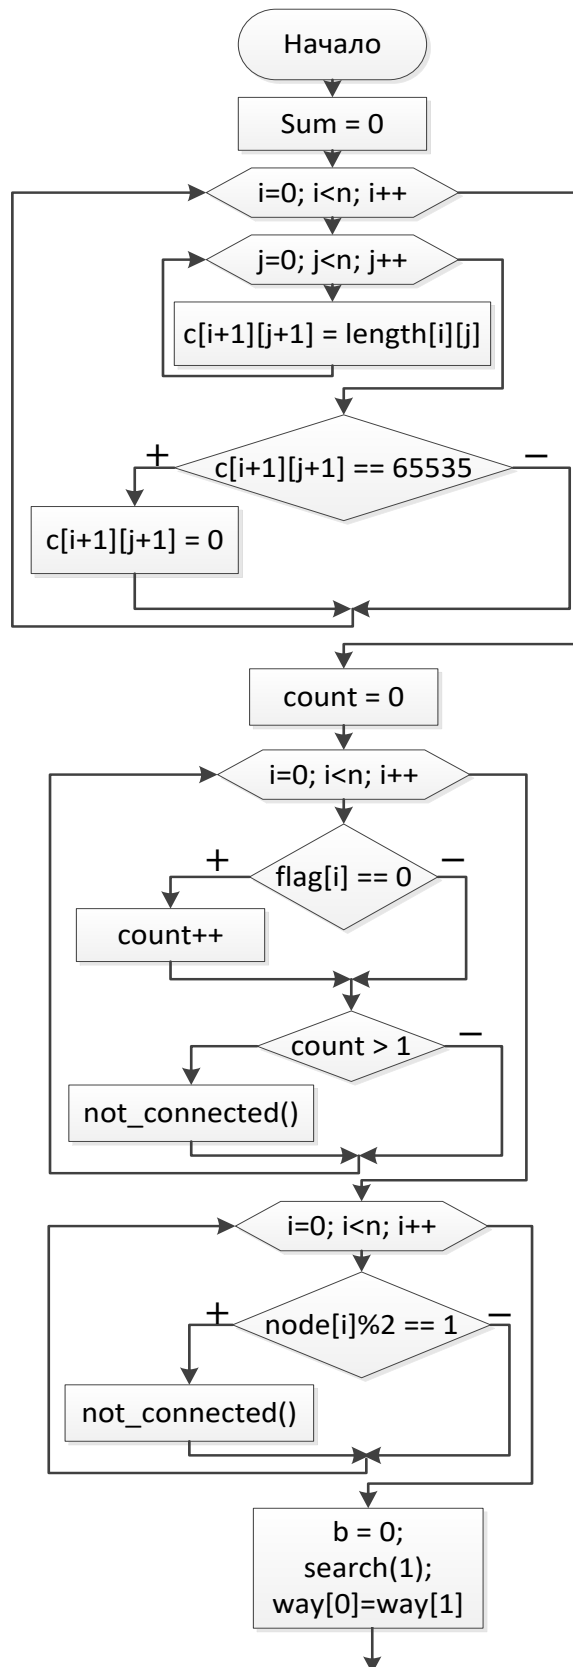 Начало
Sum = 0
i=0; i<n; i++
j=0; j<n; j++
c[i+1][j+1] = length[i][j]
+
−
c[i+1][j+1] == 65535
c[i+1][j+1] = 0
count = 0
i=0; i<n; i++
+
−
flag[i] == 0
count++
−
count > 1
not_connected()
i=0; i<n; i++
+
−
node[i]%2 == 1
not_connected()
b = 0;
search(1);
way[0]=way[1]